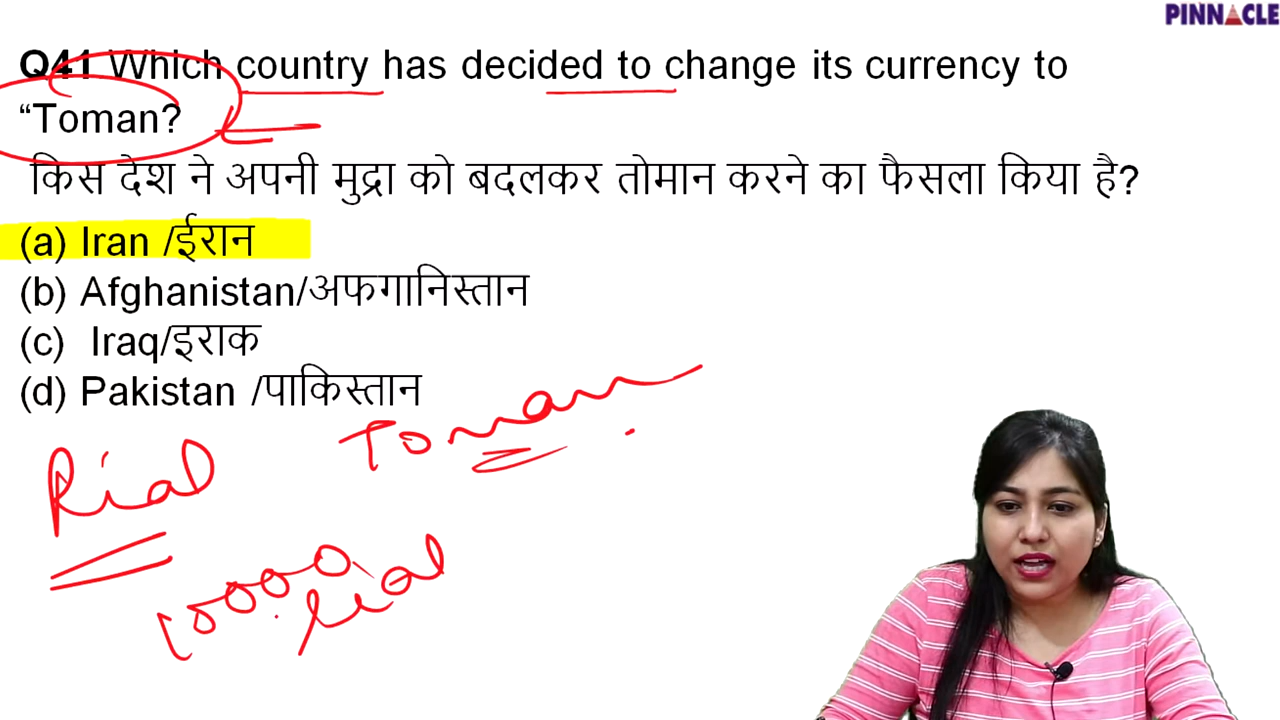 PINNACLE
Q41 Which country has decided to change its currency to
“Toman?
किस देश ने अपनी मुद्रा को बदलकर तोमान करने का फैसला किया है?
(a) Iran /ईरान
(b) Afghanistan/अफगानिस्तान
(c) Iraq/इराक
(d) Pakistan /पाकिस्तान
Rial Toman
10000 rial